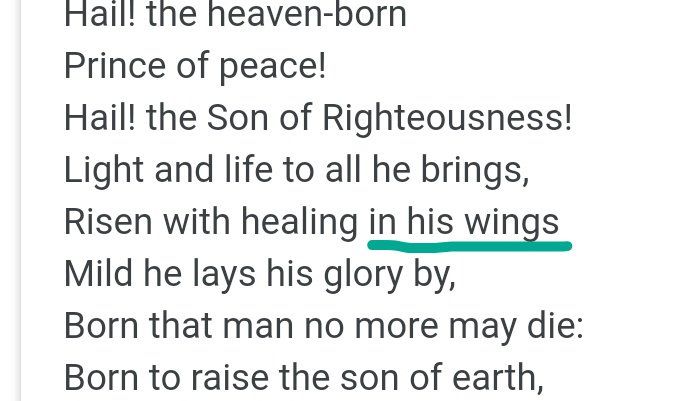 Hail! the heaven-born
Prince of peace!
Hail! the Son of Righteousness!
Light and life to all he brings,
Risen with healing in his wings
Mild he lays his glory by,
Born that man no more may die:
Born to raise the son of earth,